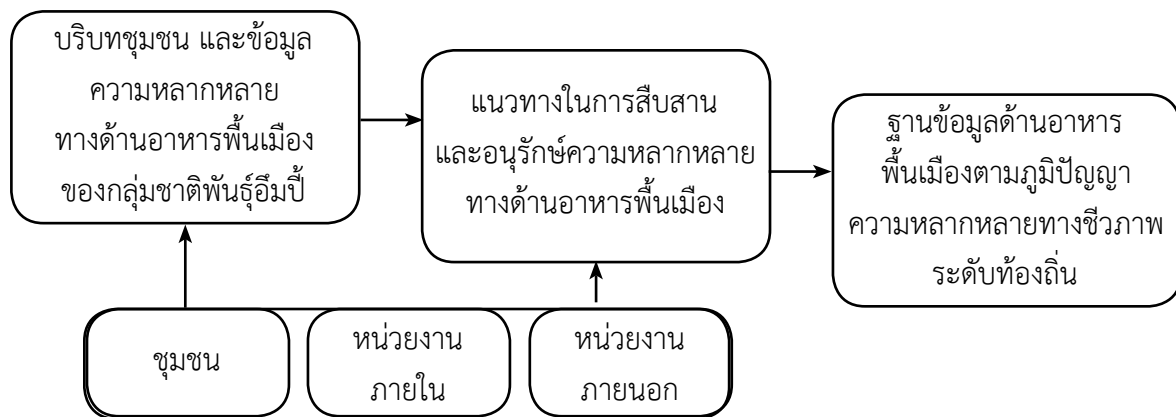 บริบทชุมชน และข้อมูล
ความหลากหลาย
ทางด้านอาหารพื้นเมือง
ของกลุ่มชาติพันธุ์อึมปี้
แนวทางในการสืบสาน
และอนุรักษ์ความหลากหลาย
ทางด้านอาหารพื้นเมือง
ฐานข้อมูลด้านอาหาร
พื้นเมืองตามภูมิปัญญา
ความหลากหลายทางชีวภาพ
ระดับท้องถิ่น
ชุมชน
หน่วยงาน
ภายใน
หน่วยงาน
ภายนอก